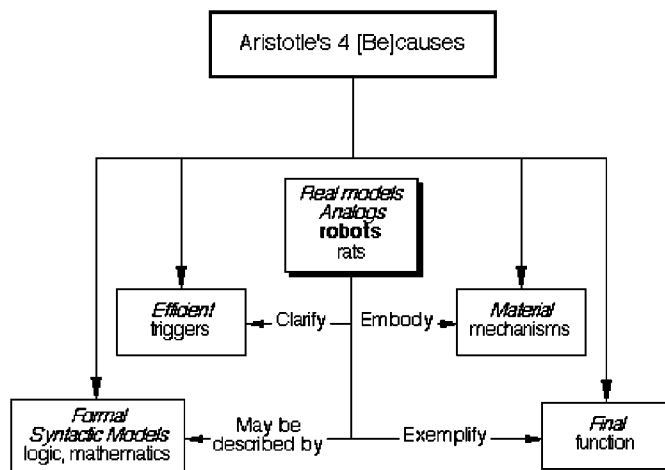 Aristotle's 4 [Be]causes
Real models
Analogs
robots
rats
Efficient
triggers
Clarify
Embody
Material
mechanisms
Formal
Syntactic Models
logic, mathematics
May be
described by
Exemplify
Final
function